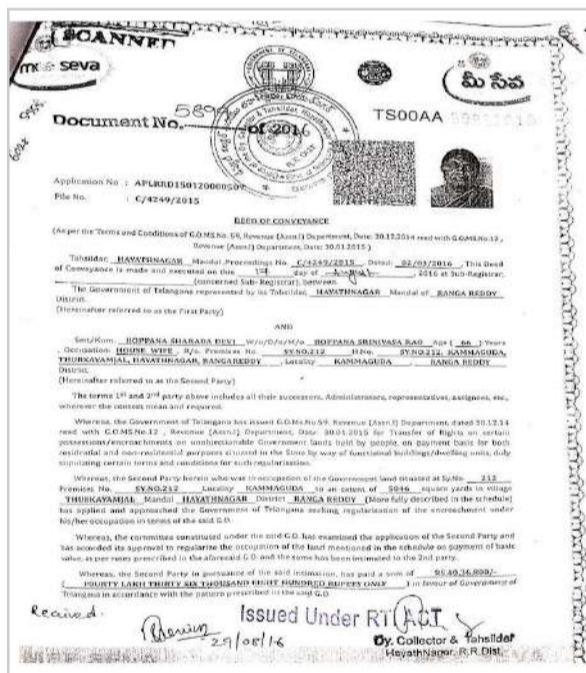 SCANNED
mee seva
మీ సేవ
Document No. 589 of 2016
TS00AA
Application No : APLRRD15012000850
File No. : C/4249/2015
DEED OF CONVEYANCE
(As per the Terms and Conditions of G.O.MS.No. 59, Revenue (Assn.I) Department, Date: 30.12.2014 read with G.O.MS.No.12,
Revenue (Assn.I) Department, Date: 30.01.2015)
Tahsildar, HAYATHNAGAR Mandal Proceedings No C/4249/2015 Dated: 02/03/2016, This Deed
of Conveyance is made and executed on this 1st day of August, 2016 at Sub-Registrar,
(concerned Sub-Registrar), between.
The Government of Telangana represented by its Tahsildar, HAYATHNAGAR Mandal of RANGA REDDY
District.
(Hereinafter referred to as the First Party)
AND
Smt/Kum. BOPPANA SHARADA DEVI W/o/D/o/M/o BOPPANA SRINIVASA RAO Age ( 66 ) Years
, Occupation: HOUSE WIFE, R/o. Premises No. SY.NO.212 H.No. SY.NO.212, KAMMAGUDA,
THURKAYAMJAL, HAYATHNAGAR, RANGAREDDY, Locality KAMMAGUDA, RANGA REDDY
District.
(Hereinafter referred to as the Second Party)
The terms 1st and 2nd party above includes all their successors, Administrators, representatives, assignees, etc.,
wherever the context mean and required.
Whereas, the Government of Telangana has issued G.O.Ms.No.59, Revenue (Assn.I) Department, dated 30.12.14
read with G.O.MS.No.12, Revenue (Assn.I) Department, Date: 30.01.2015 for Transfer of Rights on certain
possessions/encroachments on unobjectionable Government lands held by people, on payment basis for both
residential and non-residential purposes situated in the State by way of functional buildings/dwelling units, duly
stipulating certain terms and conditions for such regularisation.
Whereas, the Second Party herein who was in occupation of the Government land situated at Sy.No. 212
Premises No. SY.NO.212 Locality KAMMAGUDA to an extent of 5046 square yards in village
THURKAYAMJAL Mandal HAYATHNAGAR District RANGA REDDY (More fully described in the schedule)
has applied and approached the Government of Telangana seeking regularisation of the encroachment under
his/her occupation in terms of the said G.O.
Whereas, the committee constituted under the said G.O. has examined the application of the Second Party and
has accorded its approval to regularize the occupation of the land mentioned in the schedule on payment of basic
value, as per rates prescribed in the aforesaid G.O. and the same has been intimated to the 2nd party.
Whereas, the Second Party in pursuance of the said intimation, has paid a sum of 40,36,800/-
( FOURTY LAKH THIRTY SIX THOUSAND EIGHT HUNDRED RUPEES ONLY ) in favour of Government of
Telangana in accordance with the pattern prescribed in the said G.O.
Received.
29/08/16
Issued Under RTI ACT
Dy. Collector & Tahsildar
HayathNagar, R.R.Dist.